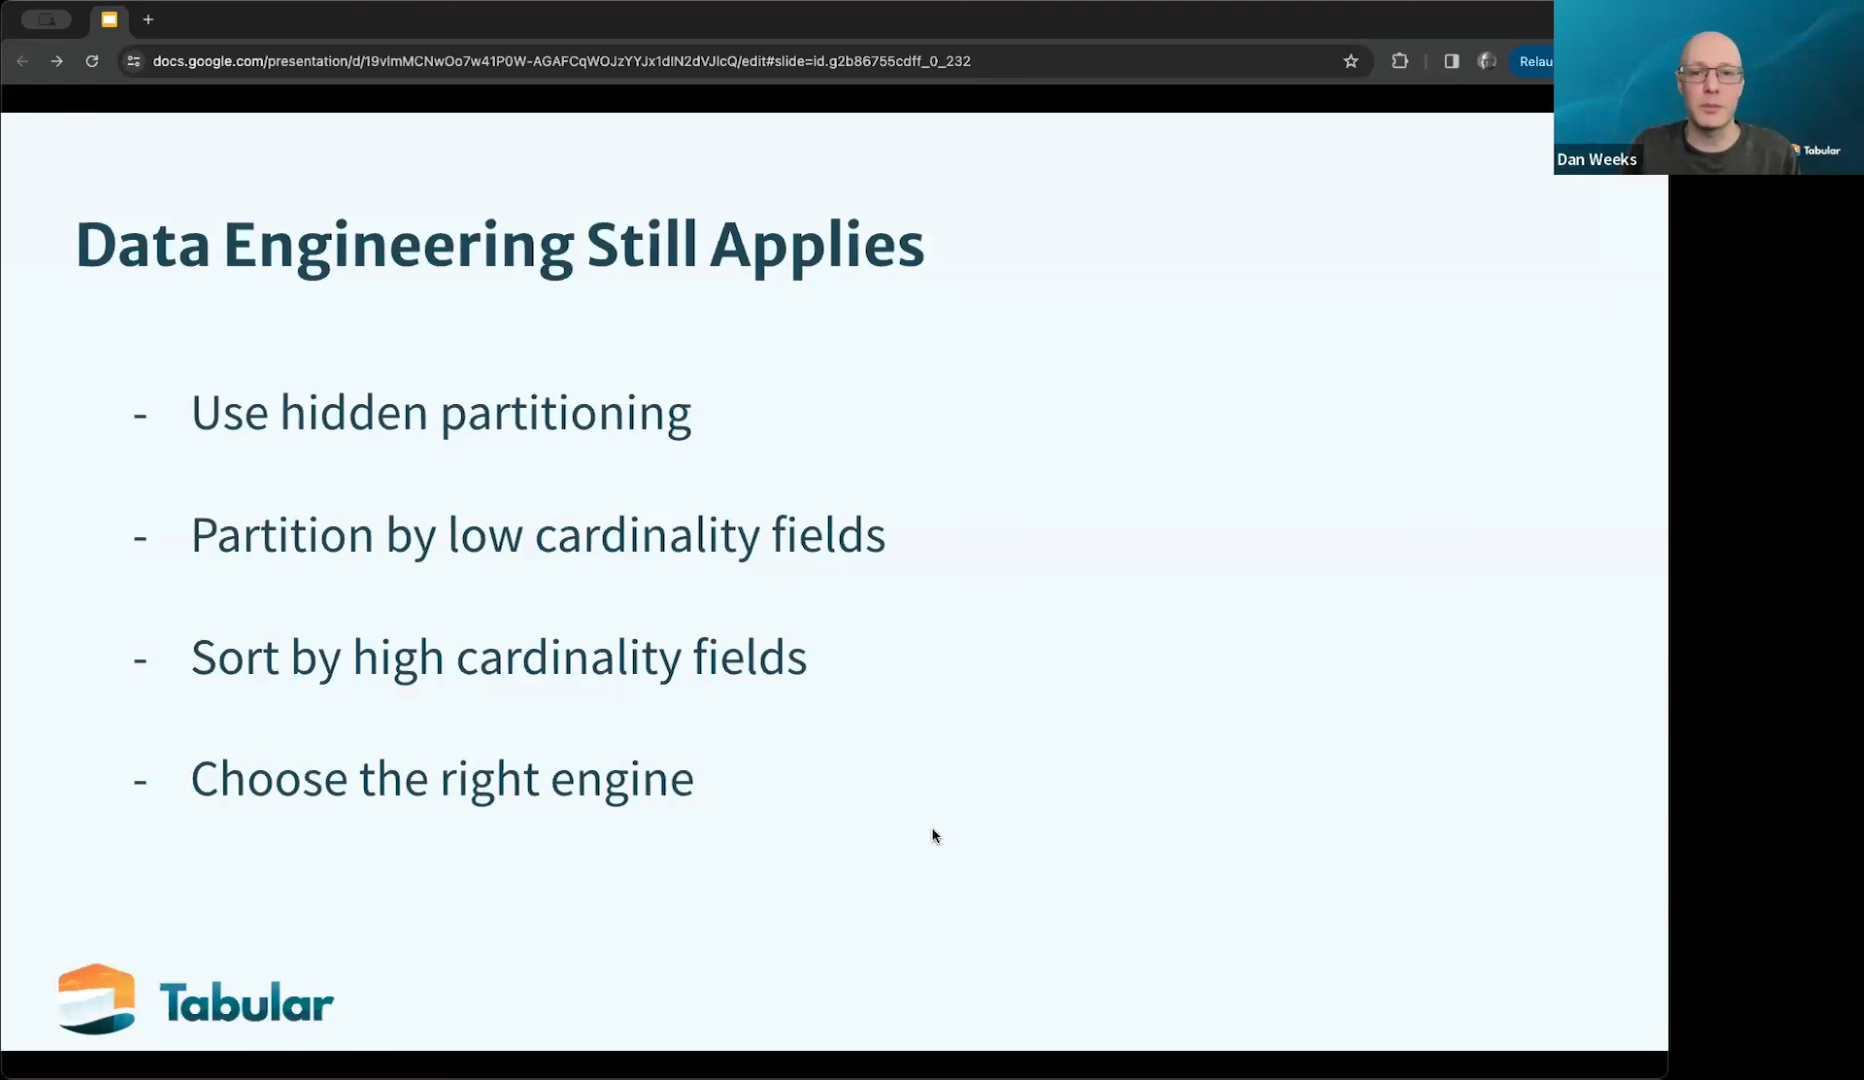 +
docs.google.com/presentation/d/19vImMCNwOo7w41P0W-AGAFCqWOJzYYJx1dlN2dVJlcQ/edit#slide=id.g2b86755cdff_0_232
Relau
Dan Weeks
Tabular
Data Engineering Still Applies
- Use hidden partitioning
- Partition by low cardinality fields
- Sort by high cardinality fields
- Choose the right engine
Tabular